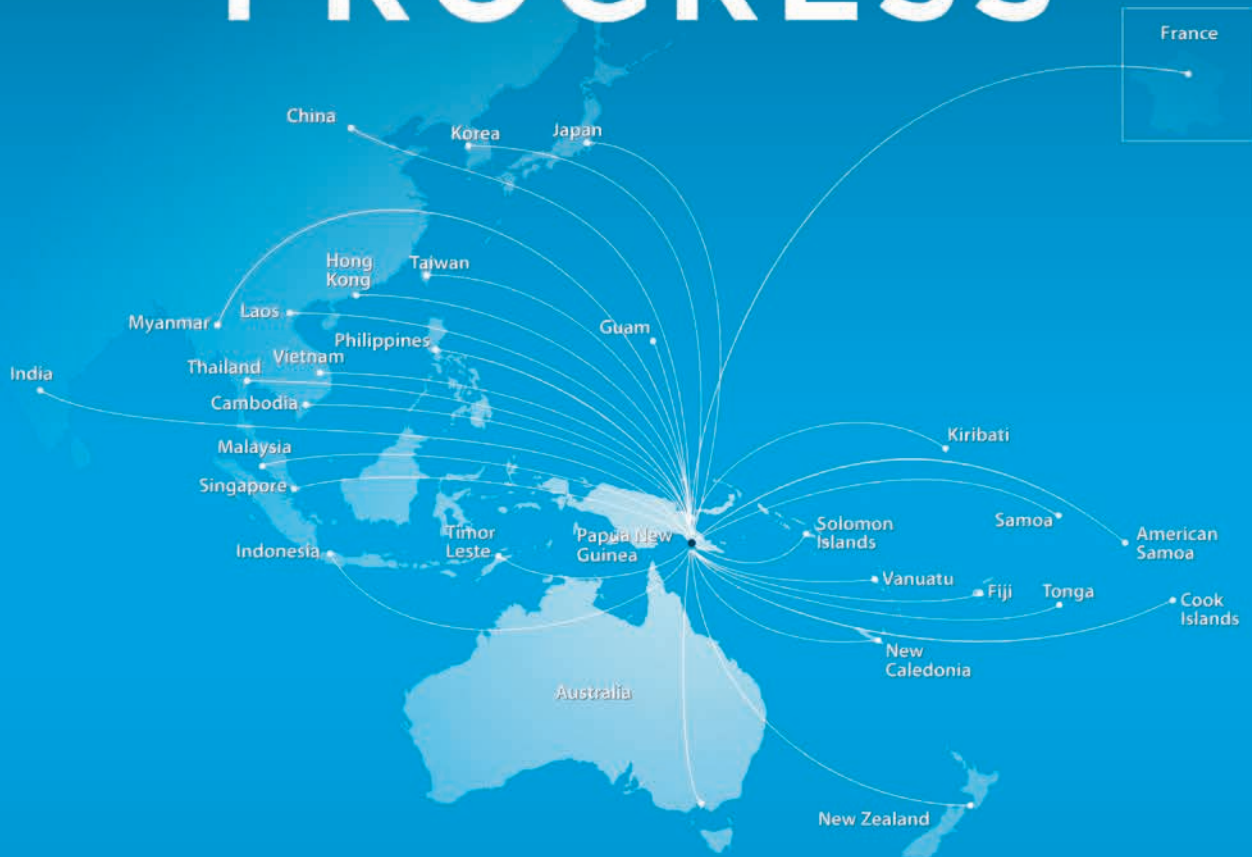 PROGRESS
France
China
Korea
Japan
Hong
Kong
Taiwan
Laos
Myanmar
Guam
Philippines
Vietnam
Thailand
India
Cambodia
Kiribati
Malaysia
Singapore
Samoa
Solomon
Islands
American
Samoa
Timor
Leste
Papua New
Guinea
Indonesia
Vanuatu
Fiji
Tonga
Cook
Islands
New
Caledonia
Australia
New Zealand